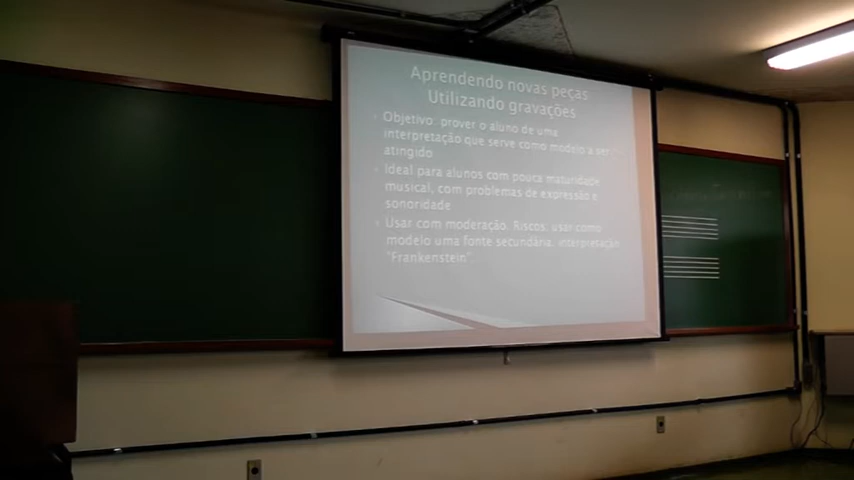 Aprendendo novas peças
Utilizando gravações
Objetivo: prover o aluno de uma
interpretação que serve como modelo a ser
atingido
Ideal para alunos com pouca maturidade
musical, com problemas de expressão e
sonoridade
Usar com moderação. Riscos: usar como
modelo uma fonte secundária, interpretação
"Frankenstein".